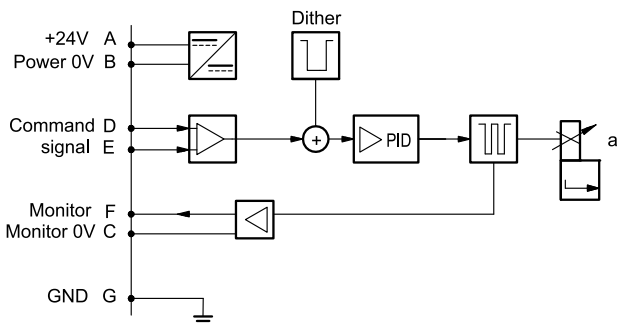 Dither
+24V A
Power 0V B
Command D
signal E
+
PID
a
Monitor F
Monitor 0V C
GND G